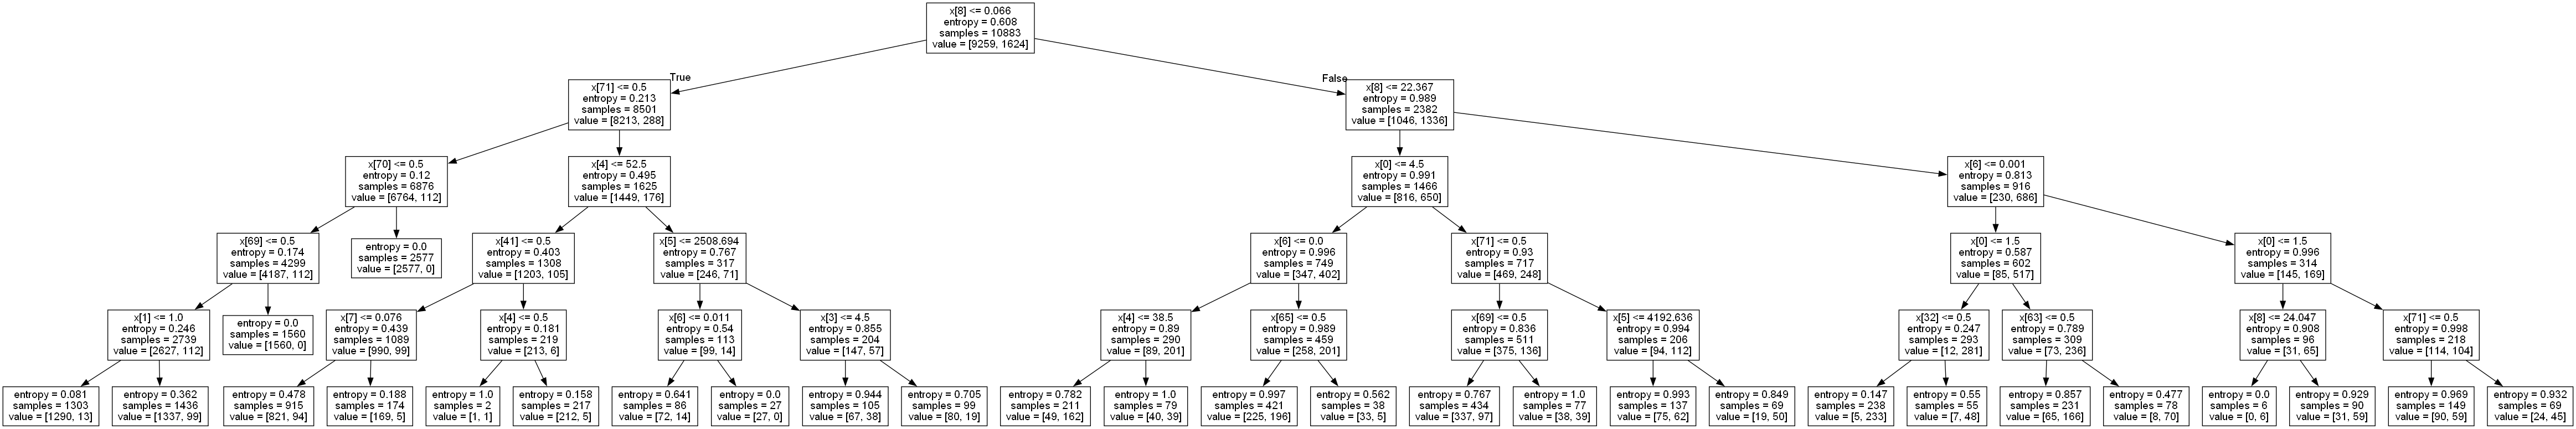 x[8] <= 0.066
entropy = 0.608
samples = 10883
value = [9259, 1624]
True
False
x[71] <= 0.5
entropy = 0.213
samples = 8501
value = [8213, 288]
x[8] <= 22.367
entropy = 0.989
samples = 2382
value = [1046, 1336]
x[70] <= 0.5
entropy = 0.12
samples = 6876
value = [6764, 112]
x[4] <= 52.5
entropy = 0.495
samples = 1625
value = [1449, 176]
x[0] <= 4.5
entropy = 0.991
samples = 1466
value = [816, 650]
x[6] <= 0.001
entropy = 0.813
samples = 916
value = [230, 686]
x[69] <= 0.5
entropy = 0.174
samples = 4299
value = [4187, 112]
entropy = 0.0
samples = 2577
value = [2577, 0]
x[41] <= 0.5
entropy = 0.403
samples = 1308
value = [1203, 105]
x[5] <= 2508.694
entropy = 0.767
samples = 317
value = [246, 71]
x[6] <= 0.0
entropy = 0.996
samples = 749
value = [347, 402]
x[71] <= 0.5
entropy = 0.93
samples = 717
value = [469, 248]
x[0] <= 1.5
entropy = 0.587
samples = 602
value = [85, 517]
x[0] <= 1.5
entropy = 0.996
samples = 314
value = [145, 169]
x[1] <= 1.0
entropy = 0.246
samples = 2739
value = [2627, 112]
entropy = 0.0
samples = 1560
value = [1560, 0]
x[7] <= 0.076
entropy = 0.439
samples = 1089
value = [990, 99]
x[4] <= 0.5
entropy = 0.181
samples = 219
value = [213, 6]
x[6] <= 0.011
entropy = 0.54
samples = 113
value = [99, 14]
x[3] <= 4.5
entropy = 0.855
samples = 204
value = [147, 57]
x[4] <= 38.5
entropy = 0.89
samples = 290
value = [89, 201]
x[65] <= 0.5
entropy = 0.989
samples = 459
value = [258, 201]
x[69] <= 0.5
entropy = 0.836
samples = 511
value = [375, 136]
x[5] <= 4192.636
entropy = 0.994
samples = 206
value = [94, 112]
x[32] <= 0.5
entropy = 0.247
samples = 293
value = [12, 281]
x[63] <= 0.5
entropy = 0.789
samples = 309
value = [73, 236]
x[8] <= 24.047
entropy = 0.908
samples = 96
value = [31, 65]
x[71] <= 0.5
entropy = 0.998
samples = 218
value = [114, 104]
entropy = 0.081
samples = 1303
value = [1290, 13]
entropy = 0.362
samples = 1436
value = [1337, 99]
entropy = 0.478
samples = 915
value = [821, 94]
entropy = 0.188
samples = 174
value = [169, 5]
entropy = 1.0
samples = 2
value = [1, 1]
entropy = 0.158
samples = 217
value = [212, 5]
entropy = 0.641
samples = 86
value = [72, 14]
entropy = 0.0
samples = 27
value = [27, 0]
entropy = 0.944
samples = 105
value = [67, 38]
entropy = 0.705
samples = 99
value = [80, 19]
entropy = 0.782
samples = 211
value = [49, 162]
entropy = 1.0
samples = 79
value = [40, 39]
entropy = 0.997
samples = 421
value = [225, 196]
entropy = 0.562
samples = 38
value = [33, 5]
entropy = 0.767
samples = 434
value = [337, 97]
entropy = 1.0
samples = 77
value = [38, 39]
entropy = 0.993
samples = 137
value = [75, 62]
entropy = 0.849
samples = 69
value = [19, 50]
entropy = 0.147
samples = 238
value = [5, 233]
entropy = 0.55
samples = 55
value = [7, 48]
entropy = 0.857
samples = 231
value = [65, 166]
entropy = 0.477
samples = 78
value = [8, 70]
entropy = 0.0
samples = 6
value = [0, 6]
entropy = 0.929
samples = 90
value = [31, 59]
entropy = 0.969
samples = 149
value = [90, 59]
entropy = 0.932
samples = 69
value = [24, 45]